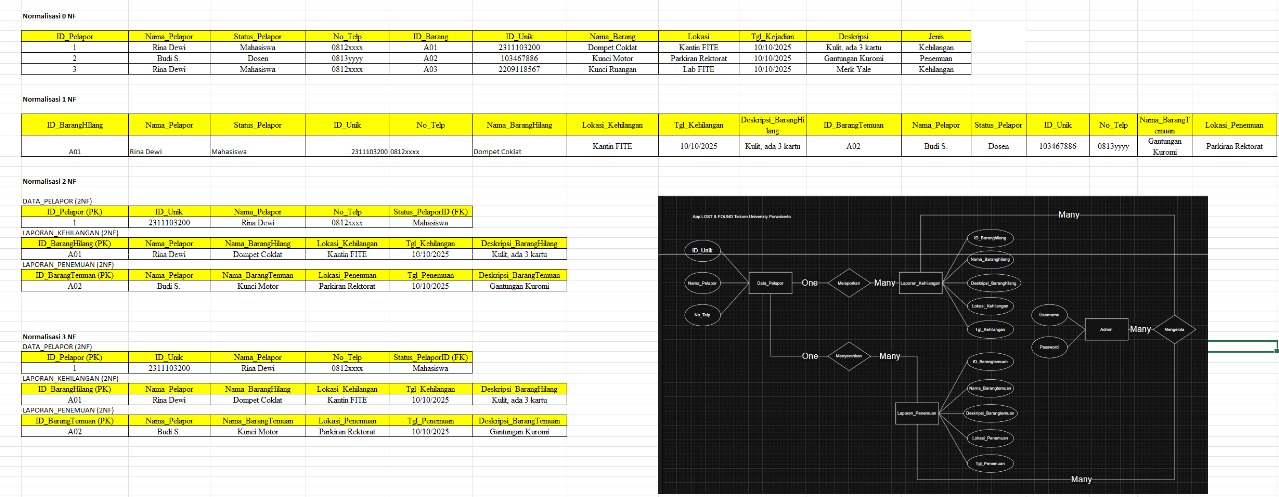 Normalisasi 0 NF
ID_Pelapor Nama_Pelapor Status_Pelapor No_Telp ID_Barang ID_Unik Nama_Barang Lokasi Tgl_Kejadian Deskripsi Jenis
1 Rina Dewi Mahasiswa 0812xxxx A01 2311103200 Dompet Coklat Kantin FITE 10/10/2025 Kulit, ada 3 kartu Kehilangan
2 Budi S. Dosen 0813yyyy A02 103467886 Kunci Motor Parkiran Rektorat 10/10/2025 Gantungan Kuromi Penemuan
3 Rina Dewi Mahasiswa 0812xxxx A03 2209118567 Kunci Ruangan Lab FITE 10/10/2025 Merk Yale Kehilangan
Normalisasi 1 NF
ID_BarangHIlang Nama_Pelapor Status_Pelapor ID_Unik No_Telp Nama_BarangHilang Lokasi_Kehilangan Tgl_Kehilangan Deskripsi_BarangHilang ID_BarangTemuan Nama_Pelapor Status_Pelapor ID_Unik No_Telp Nama_BarangTemuan Lokasi_Penemuan
A01 Rina Dewi Mahasiswa 2311103200 0812xxxx Dompet Coklat Kantin FITE 10/10/2025 Kulit, ada 3 kartu A02 Budi S. Dosen 103467886 0813yyyy Gantungan Kuromi Parkiran Rektorat
Normalisasi 2 NF
DATA_PELAPOR (2NF)
ID_Pelapor (PK) ID_Unik Nama_Pelapor No_Telp Status_PelaporID (FK)
1 2311103200 Rina Dewi 0812xxxx Mahasiswa
LAPORAN_KEHILANGAN (2NF)
ID_BarangHilang (PK) Nama_Pelapor Nama_BarangHilang Lokasi_Kehilangan Tgl_Kehilangan Deskripsi_BarangHilang
A01 Rina Dewi Dompet Coklat Kantin FITE 10/10/2025 Kulit, ada 3 kartu
LAPORAN_PENEMUAN (2NF)
ID_BarangTemuan (PK) Nama_Pelapor Nama_BarangTemuan Lokasi_Penemuan Tgl_Penemuan Deskripsi_BarangTemuan
A02 Budi S. Kunci Motor Parkiran Rektorat 10/10/2025 Gantungan Kuromi
Normalisasi 3 NF
DATA_PELAPOR (2NF)
ID_Pelapor (PK) ID_Unik Nama_Pelapor No_Telp Status_PelaporID (FK)
1 2311103200 Rina Dewi 0812xxxx Mahasiswa
LAPORAN_KEHILANGAN (2NF)
ID_BarangHilang (PK) Nama_Pelapor Nama_BarangHilang Lokasi_Kehilangan Tgl_Kehilangan Deskripsi_BarangHilang
A01 Rina Dewi Dompet Coklat Kantin FITE 10/10/2025 Kulit, ada 3 kartu
LAPORAN_PENEMUAN (2NF)
ID_BarangTemuan (PK) Nama_Pelapor Nama_BarangTemuan Lokasi_Penemuan Tgl_Penemuan Deskripsi_BarangTemuan
A02 Budi S. Kunci Motor Parkiran Rektorat 10/10/2025 Gantungan Kuromi
App LOST & FOUND Telkom University Purwokerto
Many
ID_Unik
Nama_Pelapor
No_Telp
Data_Pelapor
One
Melaporkan
Many
Laporan_Kehilangan
ID_Baranghilang
Nama_Baranghilang
Deskripsi_Baranghilang
Lokasi_Kehilangan
Tgl_Kehilangan
Username
Password
Admin
Many
Mengelola
One
Menyerahkan
Many
Laporan_Penemuan
ID_Barangtemuan
Nama_Barangtemuan
Deskripsi_Barangtemuan
Lokasi_Penemuan
Tgl_Penemuan
Many